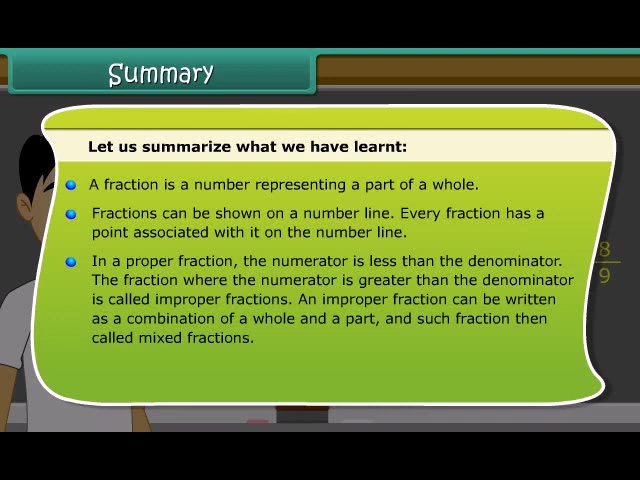 Summary
Let us summarize what we have learnt:
A fraction is a number representing a part of a whole.
Fractions can be shown on a number line. Every fraction has a
point associated with it on the number line.
In a proper fraction, the numerator is less than the denominator.
The fraction where the numerator is greater than the denominator
is called improper fractions. An improper fraction can be written
as a combination of a whole and a part, and such fraction then
called mixed fractions.
8
9